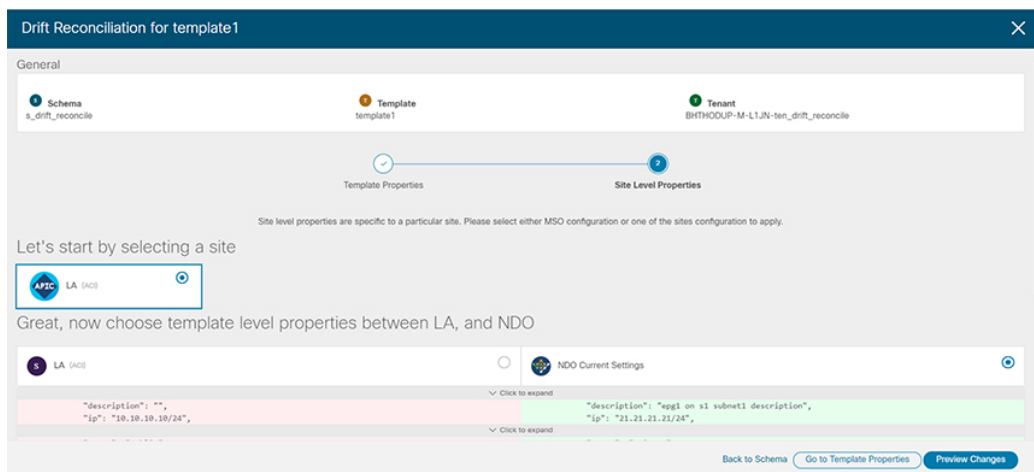 Drift Reconciliation for template1
General
S Schema
s_drift_reconcile
T Template
template1
T Tenant
BHTHODUP-M-L1JN-ten_drift_reconcile
2
Template Properties
Site Level Properties
Site level properties are specific to a particular site. Please select either MSO configuration or one of the sites configuration to apply.
Let's start by selecting a site
APIC LA (ACI)
Great, now choose template level properties between LA, and NDO
S LA (ACI)
NDO Current Settings
Click to expand
"description": "",
"description": "epg1 on s1 subnet1 description",
"ip": "10.10.10.10/24",
"ip": "21.21.21.21/24",
Click to expand
Back to Schema Go to Template Properties Preview Changes